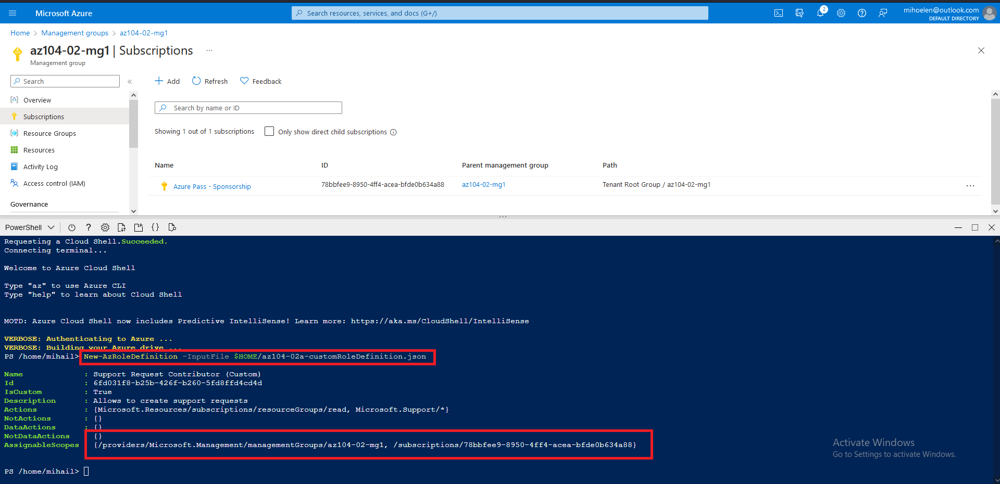 Microsoft Azure
Search resources, services, and docs (G+/)
2
mihoelen@outlook.com
DEFAULT DIRECTORY
Home > Management groups > az104-02-mg1
az104-02-mg1 | Subscriptions ...
Management group
Search «
Overview
Subscriptions
Resource Groups
Resources
Activity Log
Access control (IAM)
Governance
Add Refresh Feedback
Search by name or ID
Showing 1 out of 1 subscriptions Only show direct child subscriptions
Name ID Parent management group Path
Azure Pass - Sponsorship 78bbfee9-8950-4ff4-acea-bfde0b634a88 az104-02-mg1 Tenant Root Group / az104-02-mg1 ...
PowerShell ? {}
Requesting a Cloud Shell.Succeeded.
Connecting terminal...
Welcome to Azure Cloud Shell
Type "az" to use Azure CLI
Type "help" to learn about Cloud Shell
MOTD: Azure Cloud Shell now includes Predictive IntelliSense! Learn more: https://aka.ms/CloudShell/IntelliSense
VERBOSE: Authenticating to Azure ...
VERBOSE: Building your Azure drive ...
PS /home/mihail> New-AzRoleDefinition -InputFile $HOME/az104-02a-customRoleDefinition.json
Name : Support Request Contributor (Custom)
Id : 6fd031f8-b25b-426f-b260-5fd8ffd4cd4d
IsCustom : True
Description : Allows to create support requests
Actions : {Microsoft.Resources/subscriptions/resourceGroups/read, Microsoft.Support/*}
NotActions : {}
DataActions : {}
NotDataActions {}
AssignableScopes {/providers/Microsoft.Management/managementGroups/az104-02-mg1, /subscriptions/78bbfee9-8950-4ff4-acea-bfde0b634a88}
PS /home/mihail>
Activate Windows
Go to Settings to activate Windows.